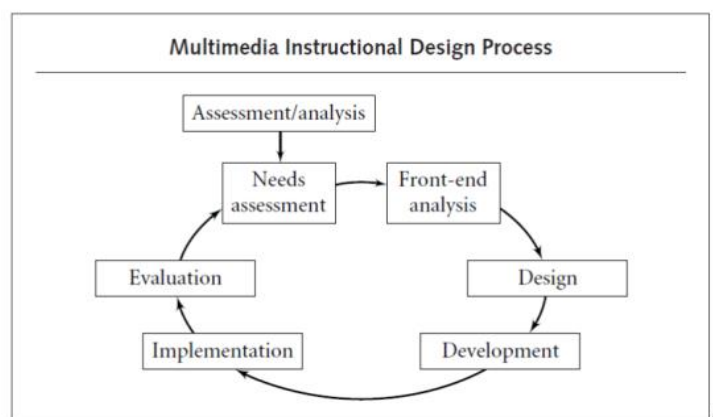 Multimedia Instructional Design Process
Assessment/analysis
Needs
assessment
Front-end
analysis
Evaluation
Design
Implementation
Development